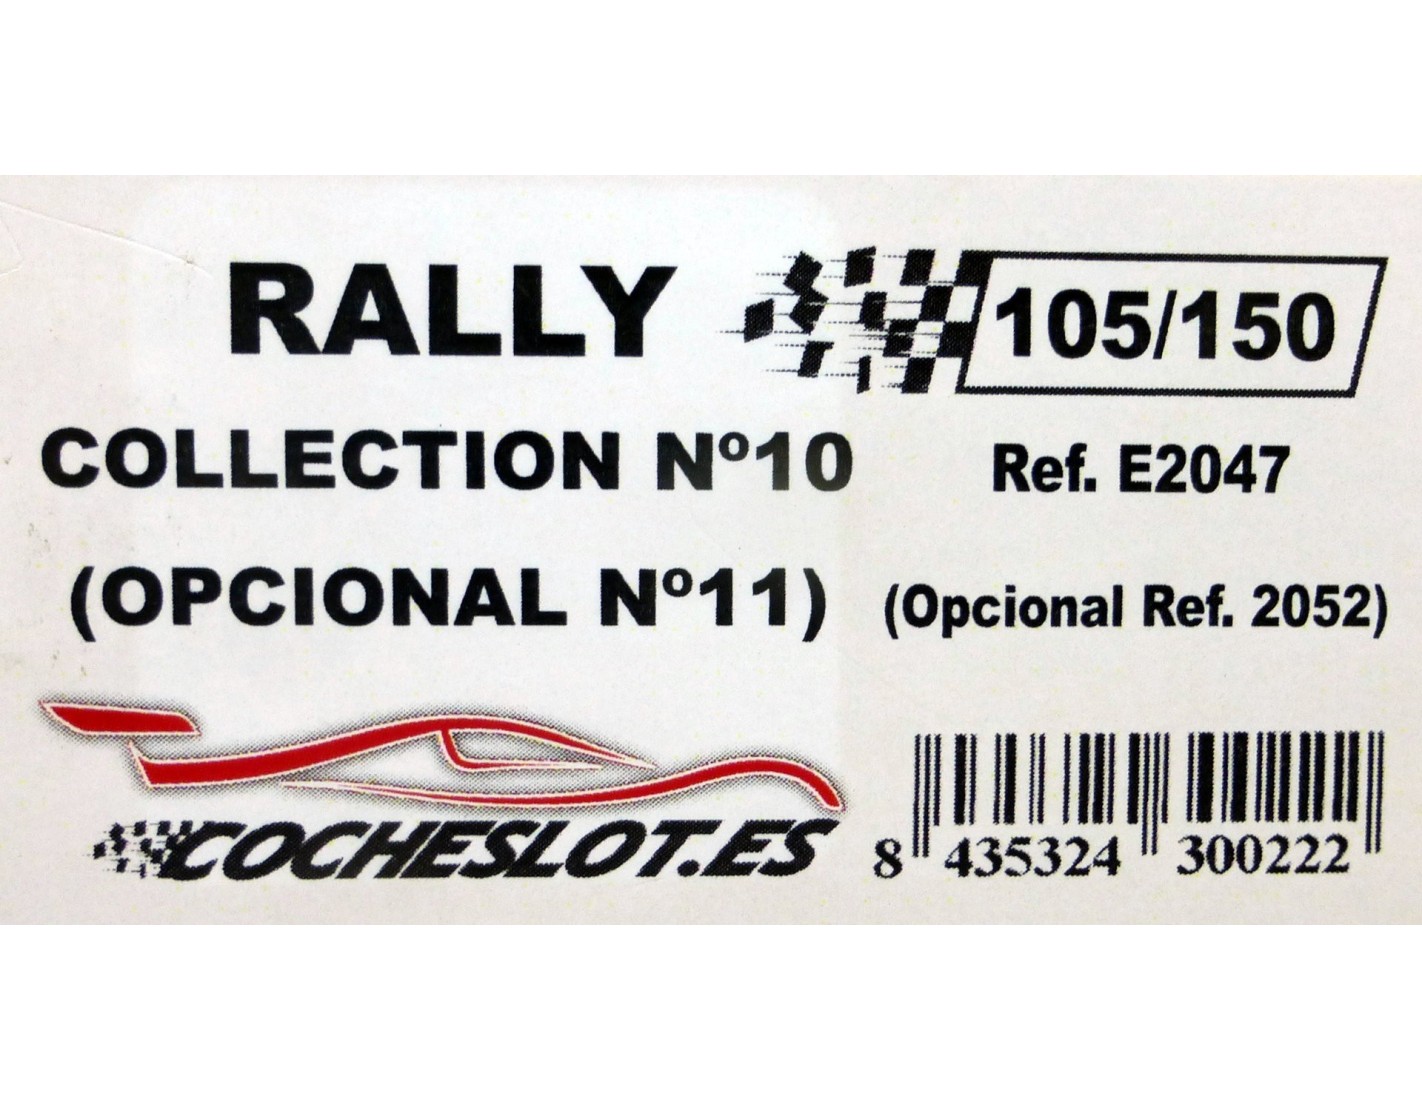 RALLY
105/150
COLLECTION Nº10
Ref. E2047
(OPCIONAL Nº11)
(Opcional Ref. 2052)
COCHESLOT.ES
8 435324 300222